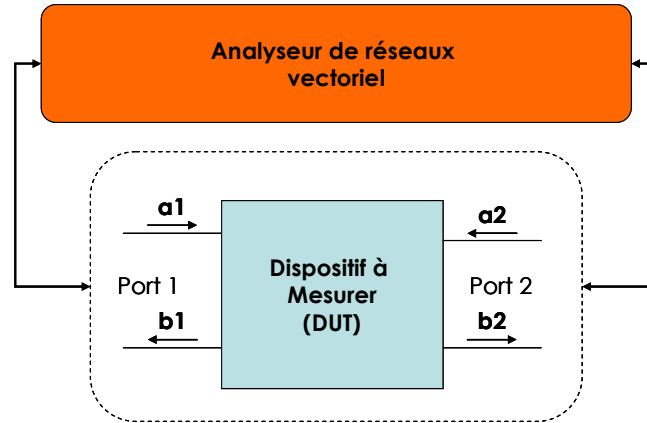 Analyseur de réseaux
vectoriel
a1
a2
Port 1
Dispositif à
Mesurer
(DUT)
Port 2
b1
b2